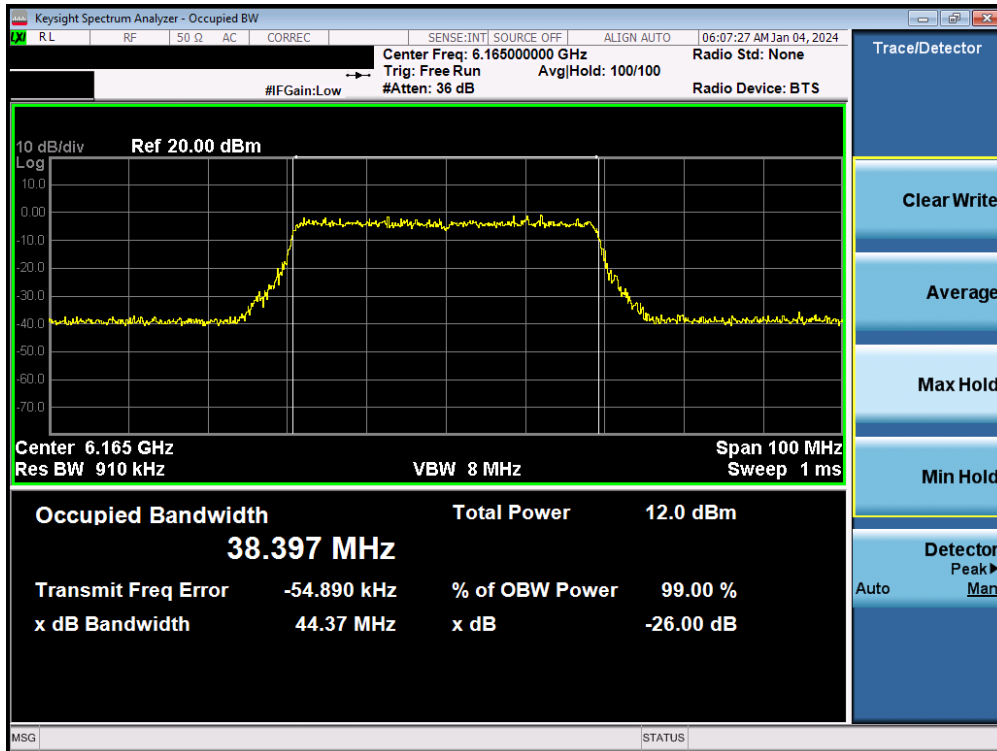 Keysight Spectrum Analyzer - Occupied BW
LXI RL RF 50 Ω AC CORREC SENSE:INT SOURCE OFF ALIGN AUTO 06:07:27 AM Jan 04, 2024
Center Freq: 6.165000000 GHz Radio Std: None
Trig: Free Run Avg|Hold: 100/100
#IFGain:Low #Atten: 36 dB Radio Device: BTS
10 dB/div Ref 20.00 dBm
Log
10.0
0.00
-10.0
-20.0
-30.0
-40.0
-50.0
-60.0
-70.0
Center 6.165 GHz Span 100 MHz
Res BW 910 kHz VBW 8 MHz Sweep 1 ms
Occupied Bandwidth Total Power 12.0 dBm
38.397 MHz
Transmit Freq Error -54.890 kHz % of OBW Power 99.00 %
x dB Bandwidth 44.37 MHz x dB -26.00 dB
MSG STATUS
Trace/Detector
Clear Write
Average
Max Hold
Min Hold
Detector
Peak▶
Auto Man